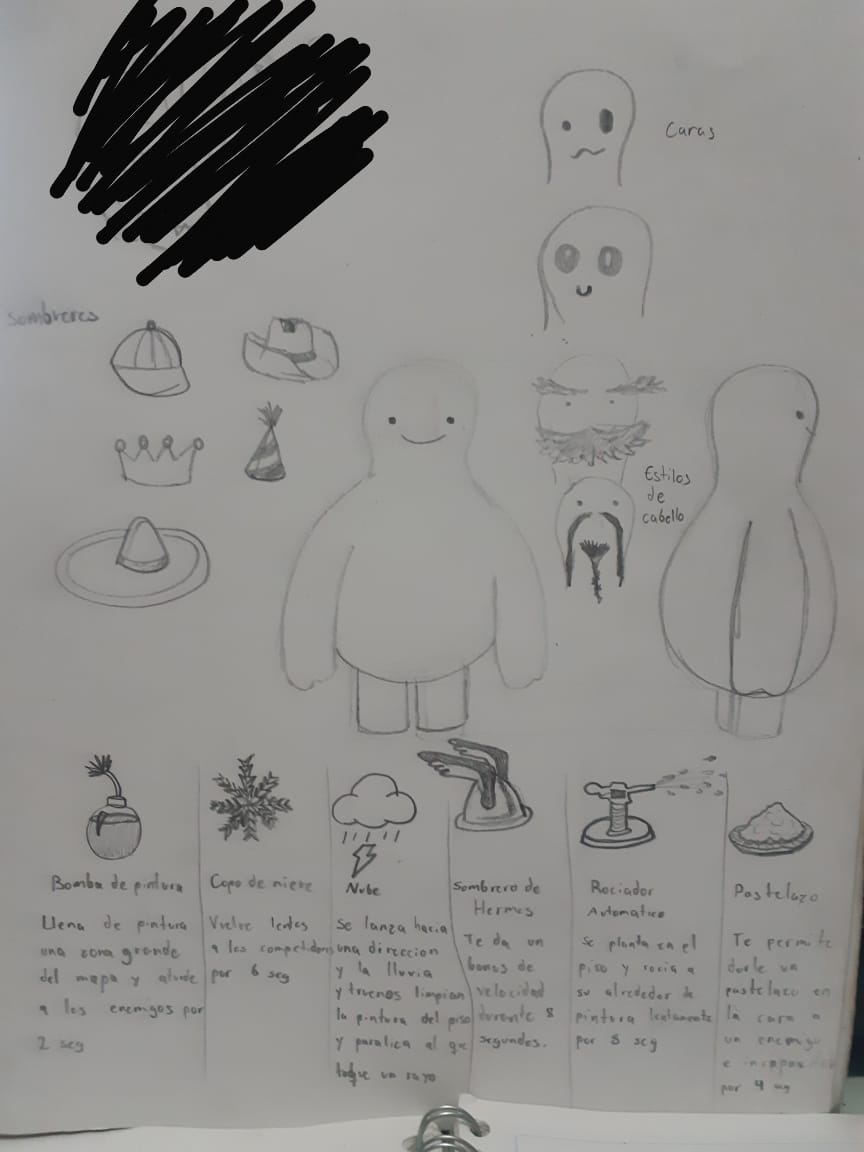 Caras
Sombreros
Estilos
de
cabello
Bomba de pintura
Llena de pintura
una zona grande
del mapa y aturde
a los enemigos por
2 seg
Copo de nieve
Vuelve lentos
a los competidores
por 6 seg
Nube
se lanza hacia
una direccion
y la lluvia
y truenos limpian
la pintura del piso
y paralica al que
toque un rayo
Sombrero de
Hermes
Te da un
bonus de
velocidad
durante 8
segundos.
Rociador
Automatico
se planta en el
piso y rocia a
su alrededor de
pintura lentamente
por 8 seg
Pastelazo
Te permite
darle un
pastelazo en
la cara a
un enemigo
e
por 4 seg